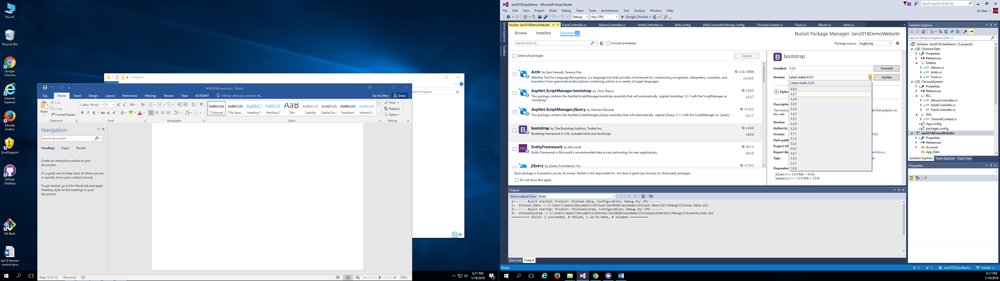 This PC
Recycle Bin
Google
Chrome
Internet
Explorer
Mozilla
Firefox
SicetSupport
GitHub
Desktop
Git Bash
Jan10 Version
control.docx
Projects
earch Projects
W2ASPReview.docx - Word
File Home Insert Design Layout References Mailings Review View ACROBAT Tell me what you want to do... Da Hai Wen Share
Paste
Cut
Copy
Format Painter
Clipboard
Calibri (Body) 11
Font
Paragraph
AaBbCcDc AaBbCcDc AaBbCc AaBbCcD AaB AaBbCcD AaBbCcDc AaBbCcDc AaBbCcDc
¶ Normal ¶ No Spac... Heading 1 Heading 2 Title Subtitle Subtle Em... Emphasis Intense E...
Styles
Find
Replace
Select
Editing
Navigation
Search document
Headings Pages Results
Create an interactive outline of your
document.
It's a great way to keep track of where you are
or quickly move your content around.
To get started, go to the Home tab and apply
Heading styles to the headings in your
document.
Page 10 of 10 168 words
100%
6:11 PM
1/19/2018
Jan2018ClassDemo - Microsoft Visual Studio
3
Quick Launch (Ctrl+Q)
File Edit View Project Build Debug Team Tools Architecture Test Analyze Window Help
Da Wen DW
Debug Any CPU Google Chrome
Server Explorer
Toolbox
NuGet: Jan2018DemoWebsite TrackController.cs AlbumController.cs ArtistController.cs Web.config WebConnectionStrings.config ChinookContext.cs Track.cs Album.cs Artist.cs
Browse Installed Updates 28
NuGet Package Manager: Jan2018DemoWebsite
Search (Ctrl+E)
Include prerelease
Package source: nuget.org
Select all packages
Update
Antlr by Sam Harwell, Terence Parr v3.4.1.9004
ANother Tool for Language Recognition, is a language tool that provides a framework for constructing recognizers, interpreters, compilers, and v3.5.0.2
translators from grammatical descriptions containing actions in a variety of target languages.
AspNet.ScriptManager.bootstrap by Chris Sfanos v3.0.0
This package contains the AspNet.ScriptManager.bootstrap assembly that will automatically register bootstrap 3.3.7 with the ScriptManager as v3.3.7
"bootstrap".
AspNet.ScriptManager.jQuery by Damian Edwards v1.10.2
This package contains the AspNet.ScriptManager.jQuery assembly that will automatically register jQuery 3.1.1 with the ScriptManager as "jquery". v3.1.1
bootstrap by The Bootstrap Authors, Twitter Inc. v3.0.0
Bootstrap framework in CSS. Includes fonts and JavaScript v4.0.0
.NET
EntityFramework by Microsoft v6.1.3
Entity Framework is Microsoft's recommended data access technology for new applications. v6.2.0
jQuery by jQuery Foundation, Inc. v1.10.2
Each package is licensed to you by its owner. NuGet is not responsible for, nor does it grant any licenses to, third-party packages.
Do not show this again
B bootstrap
Installed: 3.0.0 Uninstall
Version: Latest stable 4.0.0 Update
Latest stable 4.0.0
4.0.0
3.3.7
3.3.6
3.3.5
3.3.4
3.3.2
3.3.1
3.3.0
3.2.0
3.1.1
3.1.0
3.0.3
3.0.2
3.0.1
2.3.2
2.3.1
1.0.0
Optio
Descriptio
The most p
ile first projects on
the web.
Version:
Author(s):
License:
NSE
Date publi
Project UR
Report Ab
ortAbuse
Tags:
st
Dependen
jQuery (>= 3.0.0 && < 4.0.0)
popper.js (>= 1.12.9 && < 2.0.0)
Output
Show output from: Build
1>------ Build started: Project: Chinook.Data, Configuration: Debug Any CPU ------
1> Chinook.Data -> C:\Users\dwen1\Documents\Github\Jan2018ClassDemo\Chinook.Data\bin\Debug\Chinook.Data.dll
2>------ Build started: Project: ChinookSystem, Configuration: Debug Any CPU ------
2> ChinookSystem -> C:\Users\dwen1\Documents\Github\Jan2018ClassDemo\ChinookSystem\bin\Debug\ChinookSystem.dll
========== Build: 2 succeeded, 0 failed, 1 up-to-date, 0 skipped ==========
Error List Output
Solution Explorer
Search Solution Explorer (Ctrl+;)
Solution 'Jan2018ClassDemo' (3 projects)
Chinook.Data
Properties
References
Entities
Album.cs
Artist.cs
Track.cs
ChinookSystem
Properties
References
BLL
AlbumController.cs
ArtistController.cs
TrackController.cs
DAL
ChinookContext.cs
App.config
packages.config
Jan2018DemoWebsite
Properties
References
Account
App_Data
Solution Explorer Team Explorer Class View
Properties
Ready
2 1 Jan2018ClassDemo master
6:11 PM
1/19/2018